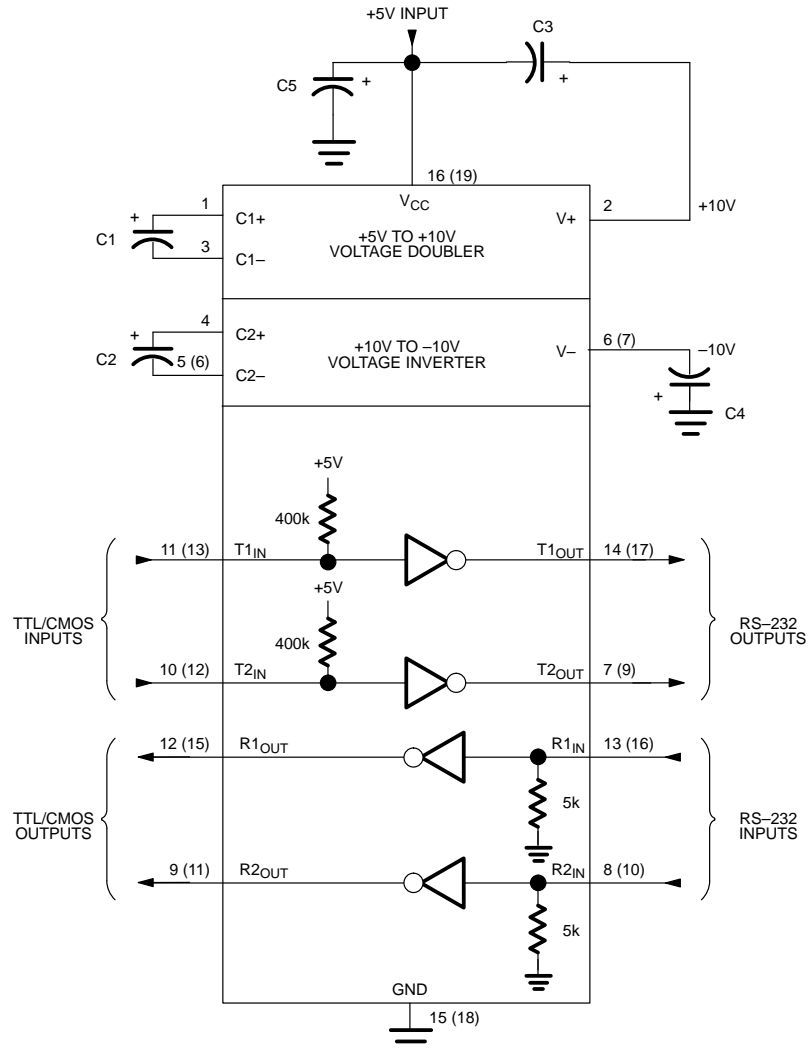 +5V INPUT
C3
C5
+
+
16 (19)
VCC
1
C1+
V+
2
+10V
+
C1
+5V TO +10V
VOLTAGE DOUBLER
3
C1–
4
C2+
+
C2
+10V TO –10V
VOLTAGE INVERTER
V–
6 (7)
–10V
5 (6)
C2–
+
C4
+5V
400k
11 (13)
T1IN
T1OUT
14 (17)
+5V
TTL/CMOS
INPUTS
RS–232
OUTPUTS
400k
10 (12)
T2IN
T2OUT
7 (9)
12 (15)
R1OUT
R1IN
13 (16)
5k
TTL/CMOS
OUTPUTS
RS–232
INPUTS
9 (11)
R2OUT
R2IN
8 (10)
5k
GND
15 (18)